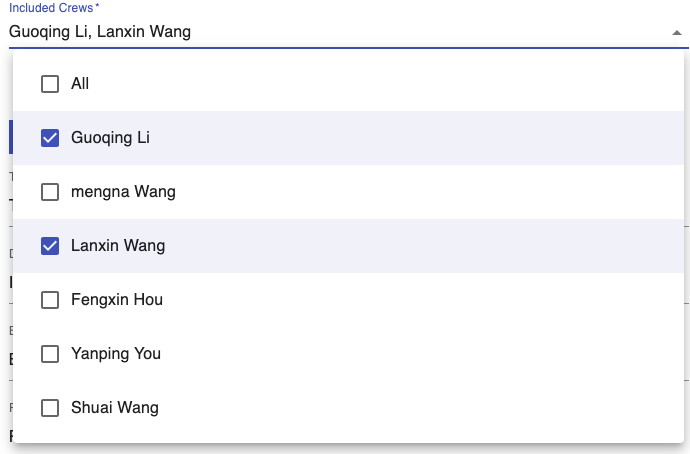 Included Crews*
Guoqing Li, Lanxin Wang
All
Guoqing Li
mengna Wang
Lanxin Wang
Fengxin Hou
Yanping You
Shuai Wang